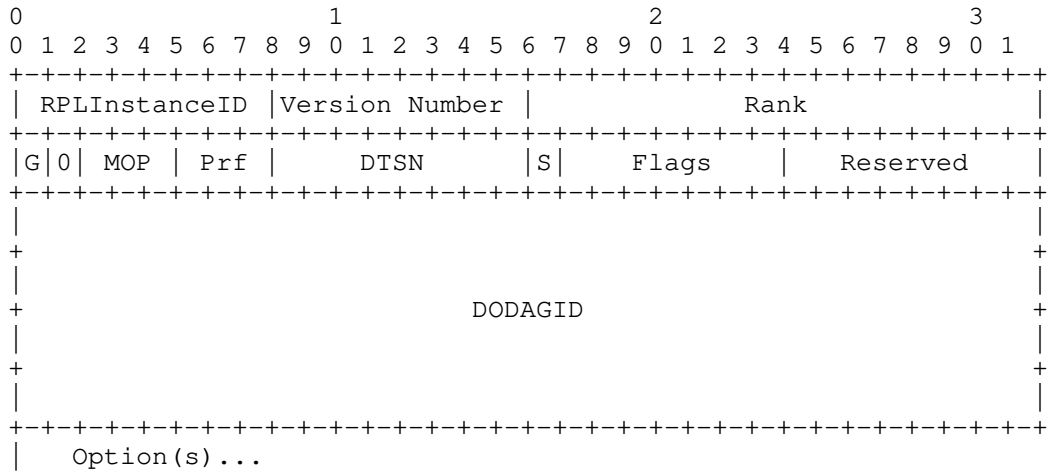 0                   1                   2                   3
0 1 2 3 4 5 6 7 8 9 0 1 2 3 4 5 6 7 8 9 0 1 2 3 4 5 6 7 8 9 0 1
+-+-+-+-+-+-+-+-+-+-+-+-+-+-+-+-+-+-+-+-+-+-+-+-+-+-+-+-+-+-+-+-+
| RPLInstanceID |Version Number |             Rank              |
+-+-+-+-+-+-+-+-+-+-+-+-+-+-+-+-+-+-+-+-+-+-+-+-+-+-+-+-+-+-+-+-+
|G|0| MOP | Prf |     DTSN      |S|    Flags    |   Reserved    |
+-+-+-+-+-+-+-+-+-+-+-+-+-+-+-+-+-+-+-+-+-+-+-+-+-+-+-+-+-+-+-+-+
|                                                               |
+                                                               +
|                                                               |
+                            DODAGID                            +
|                                                               |
+                                                               +
|                                                               |
+-+-+-+-+-+-+-+-+-+-+-+-+-+-+-+-+-+-+-+-+-+-+-+-+-+-+-+-+-+-+-+-+
|   Option(s)...